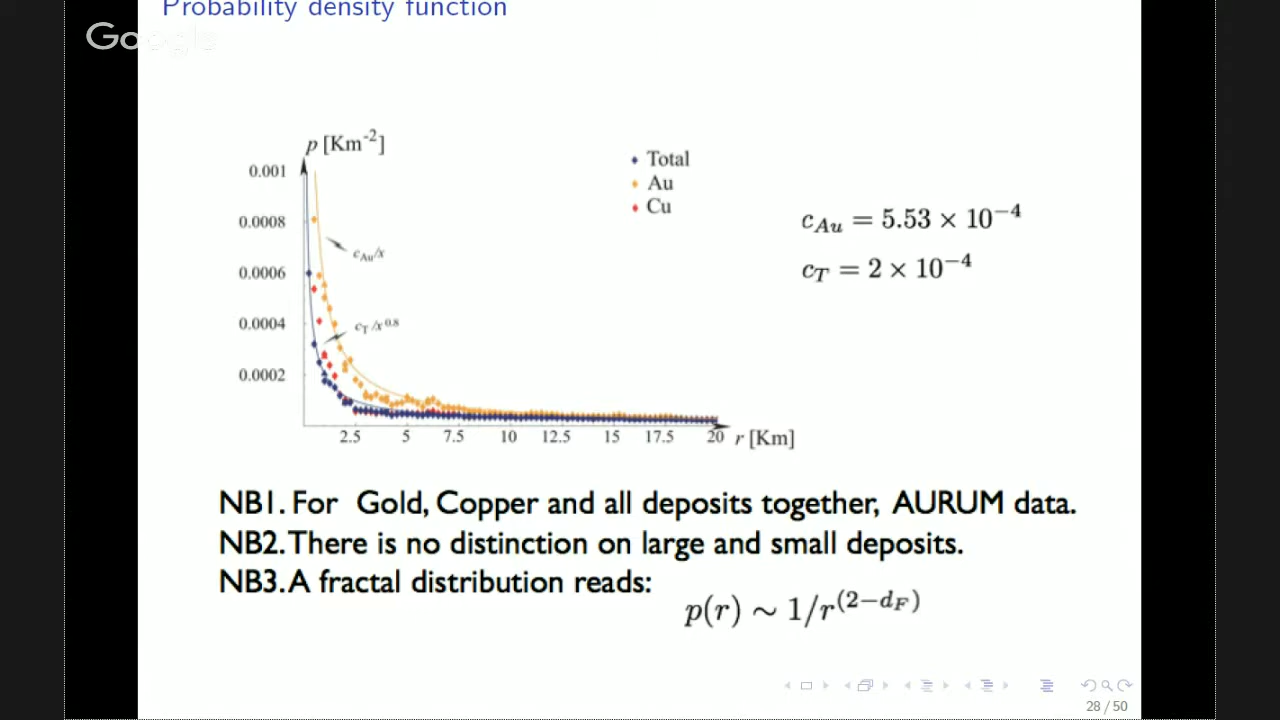 Probability density function
Google
p [Km⁻²]
0.001
0.0008
0.0006
0.0004
0.0002
2.5 5 7.5 10 12.5 15 17.5 20 r [Km]
c_Au/x
c_T/x^0.8
Total
Au
Cu
c_Au = 5.53 × 10⁻⁴
c_T = 2 × 10⁻⁴
NB1. For Gold, Copper and all deposits together, AURUM data.
NB2. There is no distinction on large and small deposits.
NB3. A fractal distribution reads:
p(r) ∼ 1/r^(2−d_F)
28 / 50